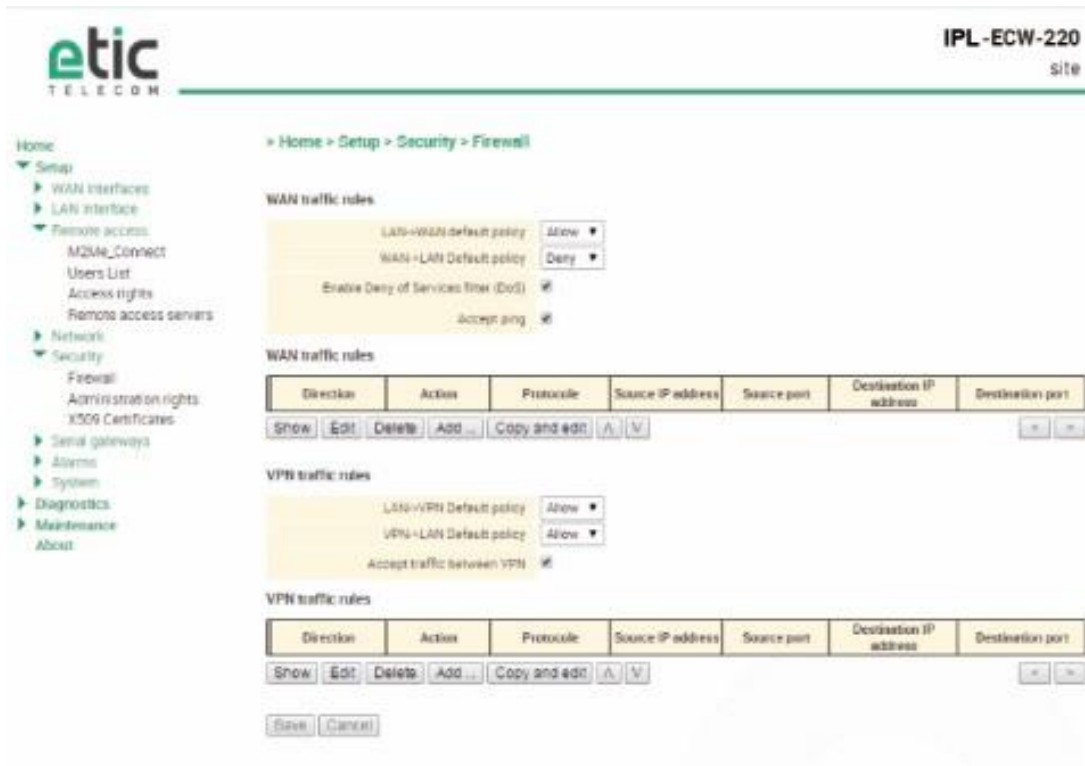 etic
TELECOM
IPL-ECW-220
site
Home
Setup
WAN Interfaces
LAN Interface
Remote access
M2Me_Connect
Users List
Access rights
Remote access servers
Network
Security
Firewall
Administration rights
X509 Certificates
Serial gateways
Alarms
System
Diagnostics
Maintenance
About
> Home > Setup > Security > Firewall
WAN traffic rules
LAN->WAN default policy Allow ▼
WAN->LAN Default policy Deny ▼
Enable Deny of Services filter (DoS)
Accept ping
WAN traffic rules
Direction Action Protocole Source IP address Source port Destination IP address Destination port
Show Edit Delete Add ... Copy and edit Λ V
VPN traffic rules
LAN->VPN Default policy Allow ▼
VPN->LAN Default policy Allow ▼
Accept traffic between VPN
VPN traffic rules
Direction Action Protocole Source IP address Source port Destination IP address Destination port
Show Edit Delete Add ... Copy and edit Λ V
Save Cancel